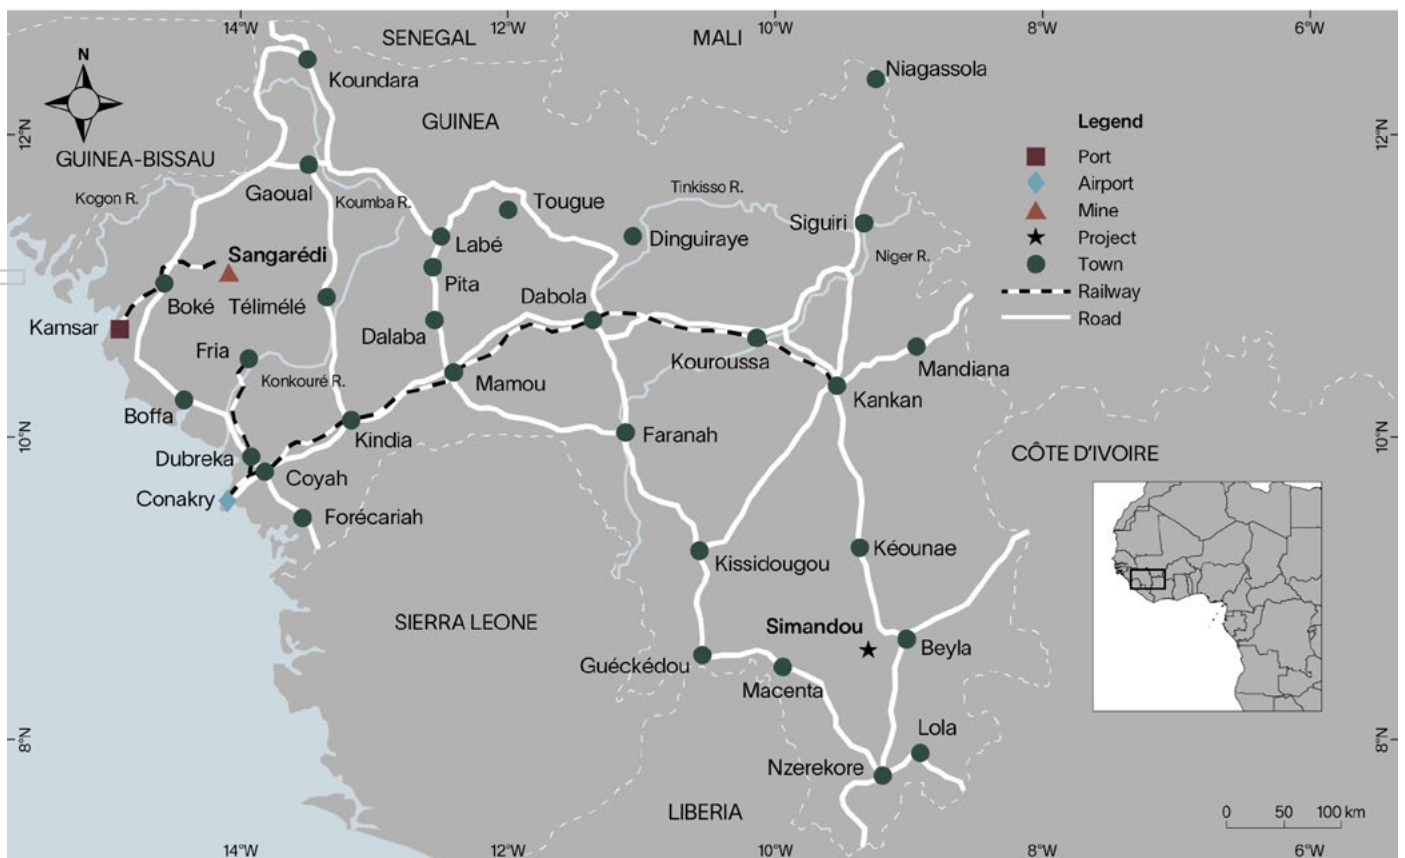 14°W
12°W
10°W
8°W
6°W
N
SENEGAL
MALI
Koundara
Niagassola
GUINEA
12°N
12°N
GUINEA-BISSAU
Legend
Port
Airport
Mine
Project
Town
Railway
Road
Gaoual
Kogon R.
Koumba R.
Tinkisso R.
Tougue
Labé
Dinguiraye
Siguiri
Niger R.
Sangarédi
Pita
Boké
Télimélé
Dabola
Kamsar
Dalaba
Fria
Kouroussa
Mandiana
Konkouré R.
Mamou
Kankan
Boffa
10°N
10°N
Kindia
Faranah
Dubreka
CÔTE D'IVOIRE
Coyah
Conakry
Forécariah
Kéounae
Kissidougou
SIERRA LEONE
Simandou
Beyla
Guéckédou
Macenta
Lola
8°N
8°N
Nzerekore
LIBERIA
0 50 100 km
14°W
12°W
10°W
8°W
6°W